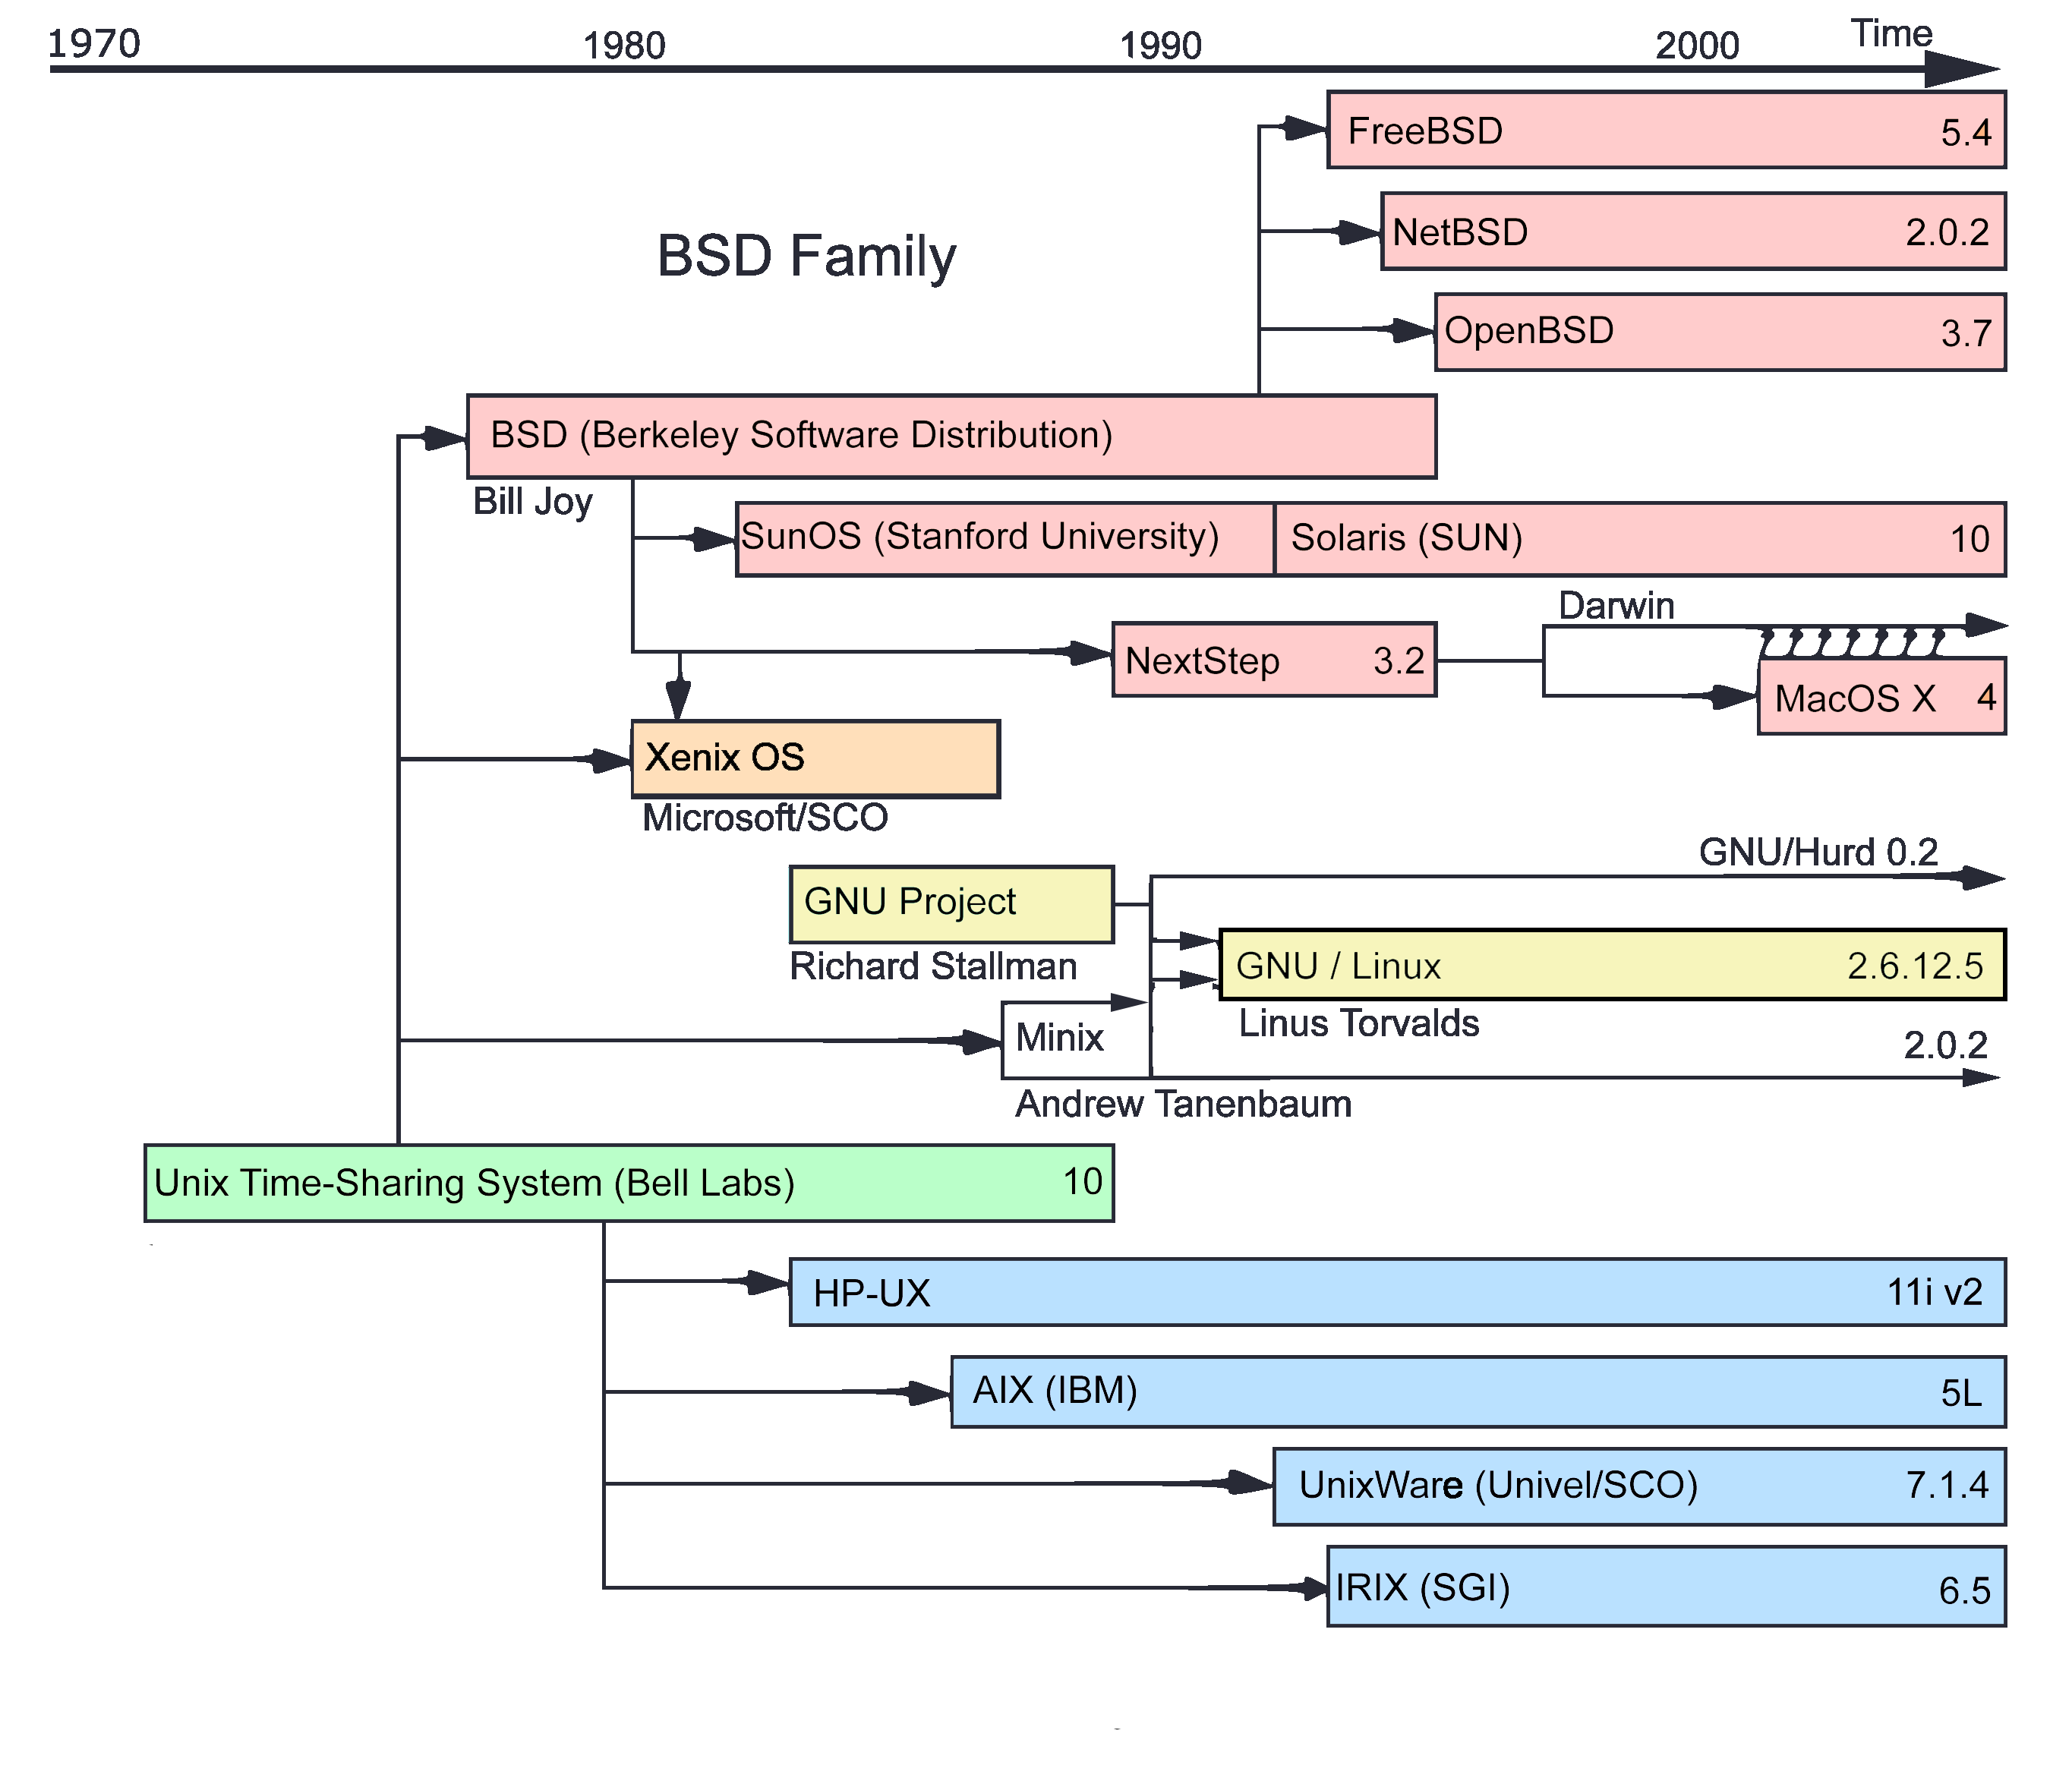 1970 1980 1990 2000 Time
FreeBSD 5.4
NetBSD 2.0.2
BSD Family
OpenBSD 3.7
BSD (Berkeley Software Distribution)
Bill Joy
SunOS (Stanford University) Solaris (SUN) 10
Darwin
NextStep 3.2
MacOS X 4
Xenix OS
Microsoft/SCO
GNU/Hurd 0.2
GNU Project
Richard Stallman
GNU / Linux 2.6.12.5
Linus Torvalds
Minix 2.0.2
Andrew Tanenbaum
Unix Time-Sharing System (Bell Labs) 10
HP-UX 11i v2
AIX (IBM) 5L
UnixWare (Univel/SCO) 7.1.4
IRIX (SGI) 6.5